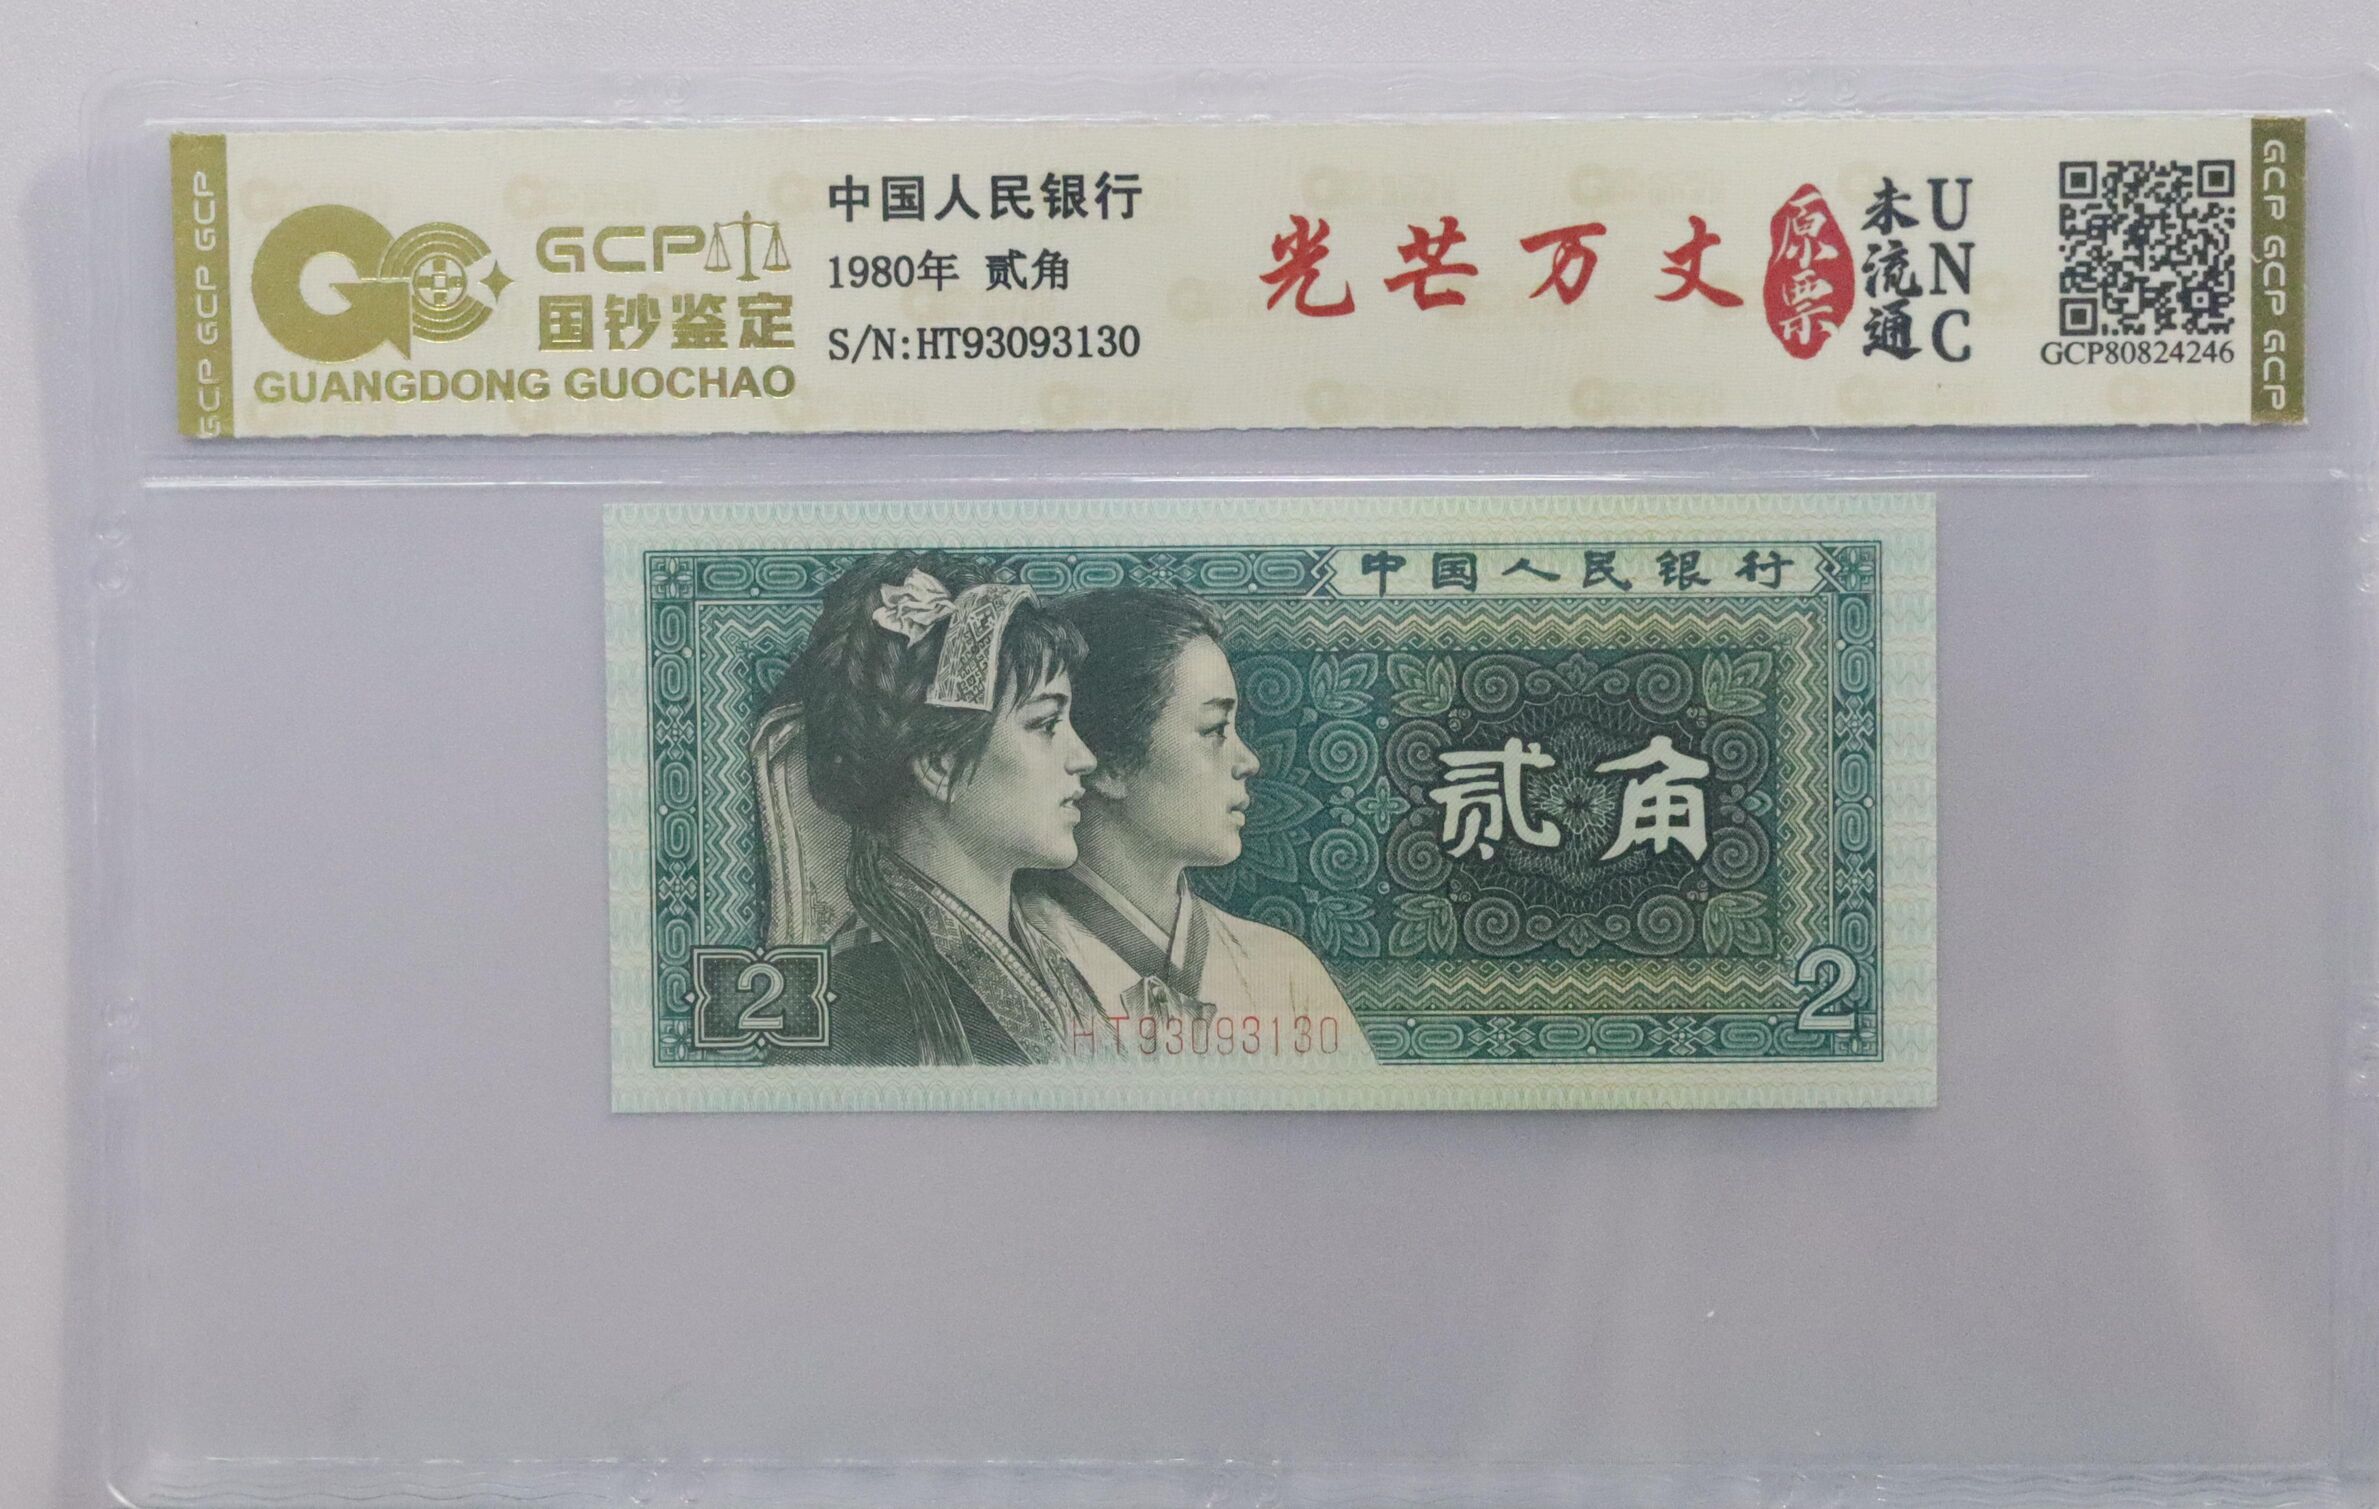 GCP GCP GCP
GCP
国钞鉴定
GUANGDONG GUOCHAO
中国人民银行
1980年 贰角
S/N:HT93093130
光芒万丈
原票
未流通
UNC
GCP80824246
GCP GCP GCP
中国人民银行
贰角
2
2
HT93093130